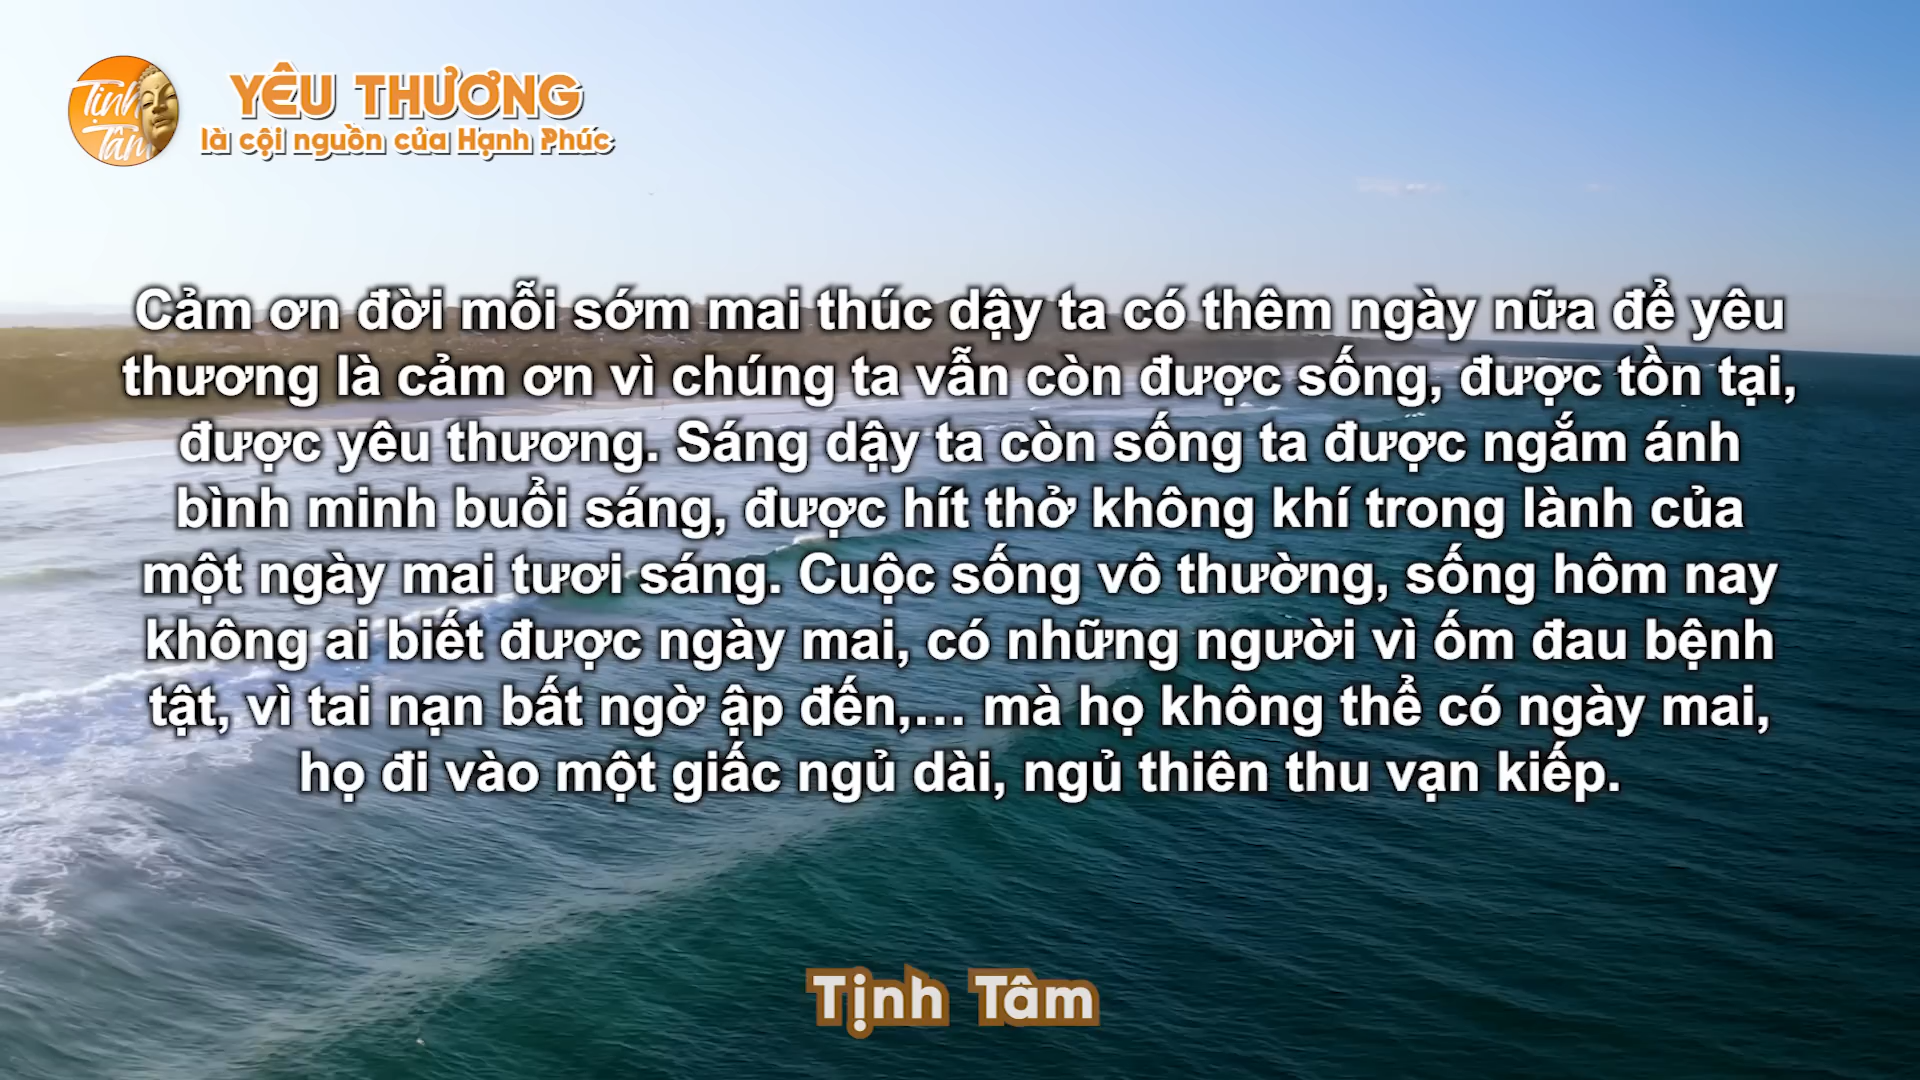 Tịnh
Tâm
YÊU THƯƠNG
là cội nguồn của Hạnh Phúc
Cảm ơn đời mỗi sớm mai thúc dậy ta có thêm ngày nữa để yêu
thương là cảm ơn vì chúng ta vẫn còn được sống, được tồn tại,
được yêu thương. Sáng dậy ta còn sống ta được ngắm ánh
bình minh buổi sáng, được hít thở không khí trong lành của
một ngày mai tươi sáng. Cuộc sống vô thường, sống hôm nay
không ai biết được ngày mai, có những người vì ốm đau bệnh
tật, vì tai nạn bất ngờ ập đến,… mà họ không thể có ngày mai,
họ đi vào một giấc ngủ dài, ngủ thiên thu vạn kiếp.
Tịnh Tâm